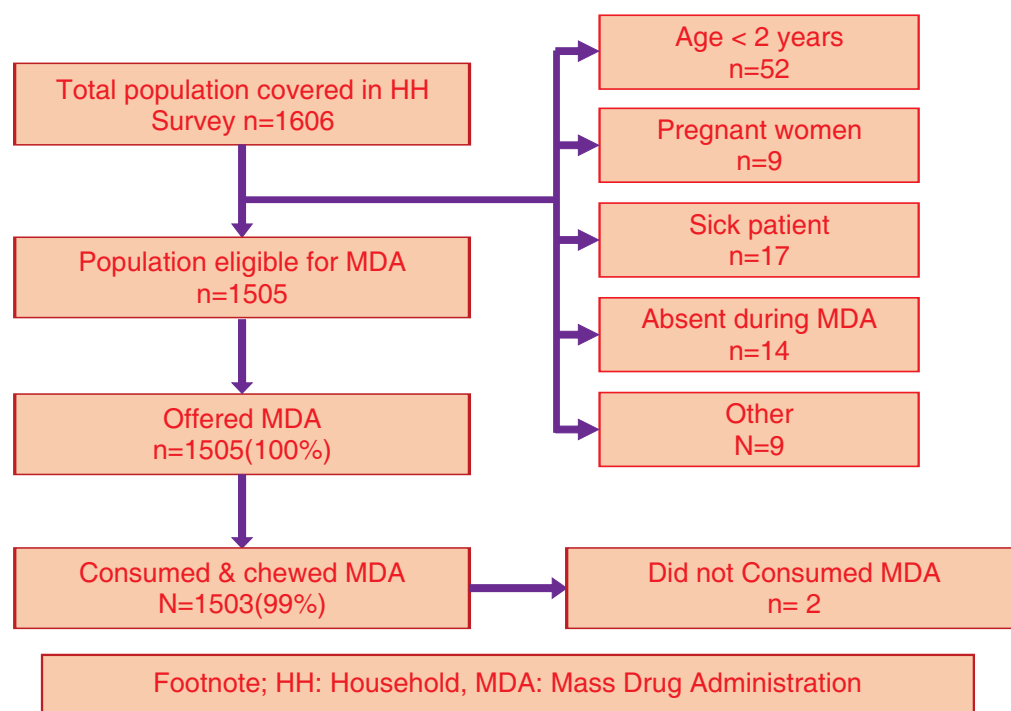 Total population covered in HH
Survey n=1606
Age < 2 years
n=52
Pregnant women
n=9
Sick patient
n=17
Absent during MDA
n=14
Other
N=9
Population eligible for MDA
n=1505
Offered MDA
n=1505(100%)
Consumed & chewed MDA
N=1503(99%)
Did not Consumed MDA
n= 2
Footnote; HH: Household, MDA: Mass Drug Administration